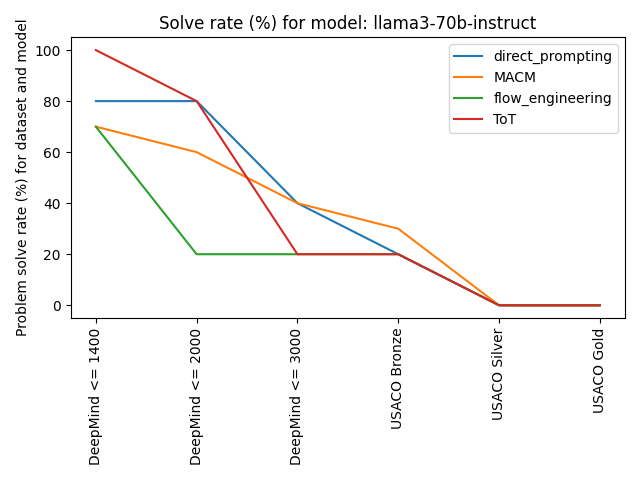 Solve rate (%) for model: llama3-70b-instruct
Problem solve rate (%) for dataset and model
100
80
60
40
20
0
direct_prompting
MACM
flow_engineering
ToT
DeepMind <= 1400
DeepMind <= 2000
DeepMind <= 3000
USACO Bronze
USACO Silver
USACO Gold